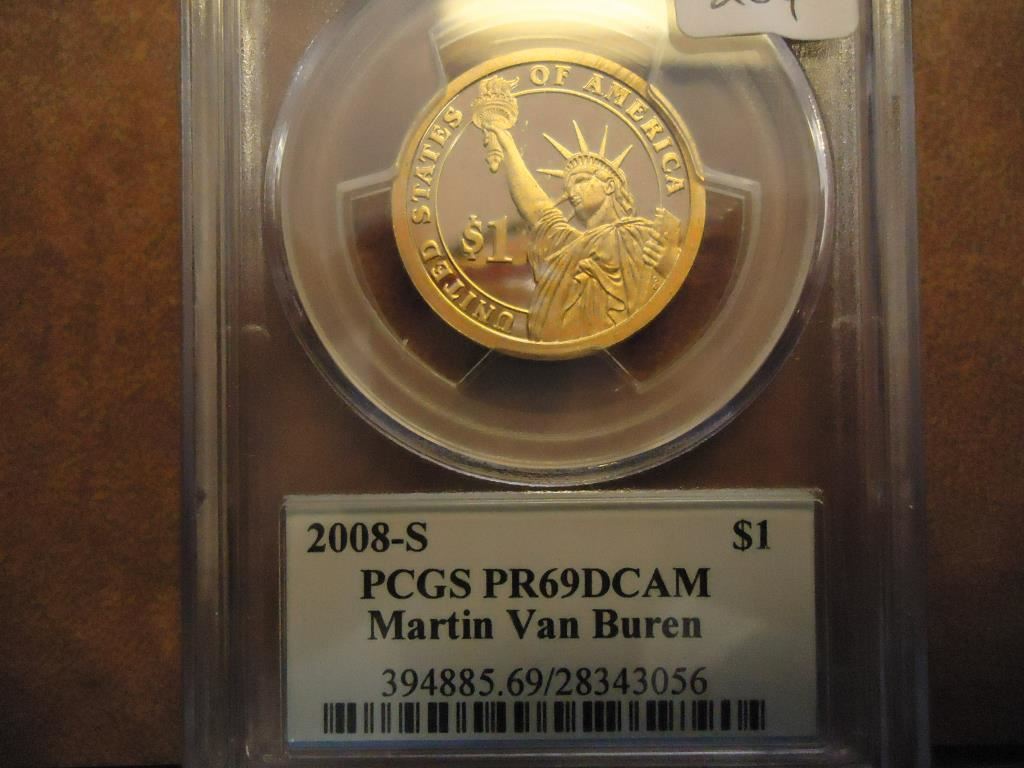 UNITED STATES OF AMERICA
$1
2008-S $1
PCGS PR69DCAM
Martin Van Buren
394885.69/28343056